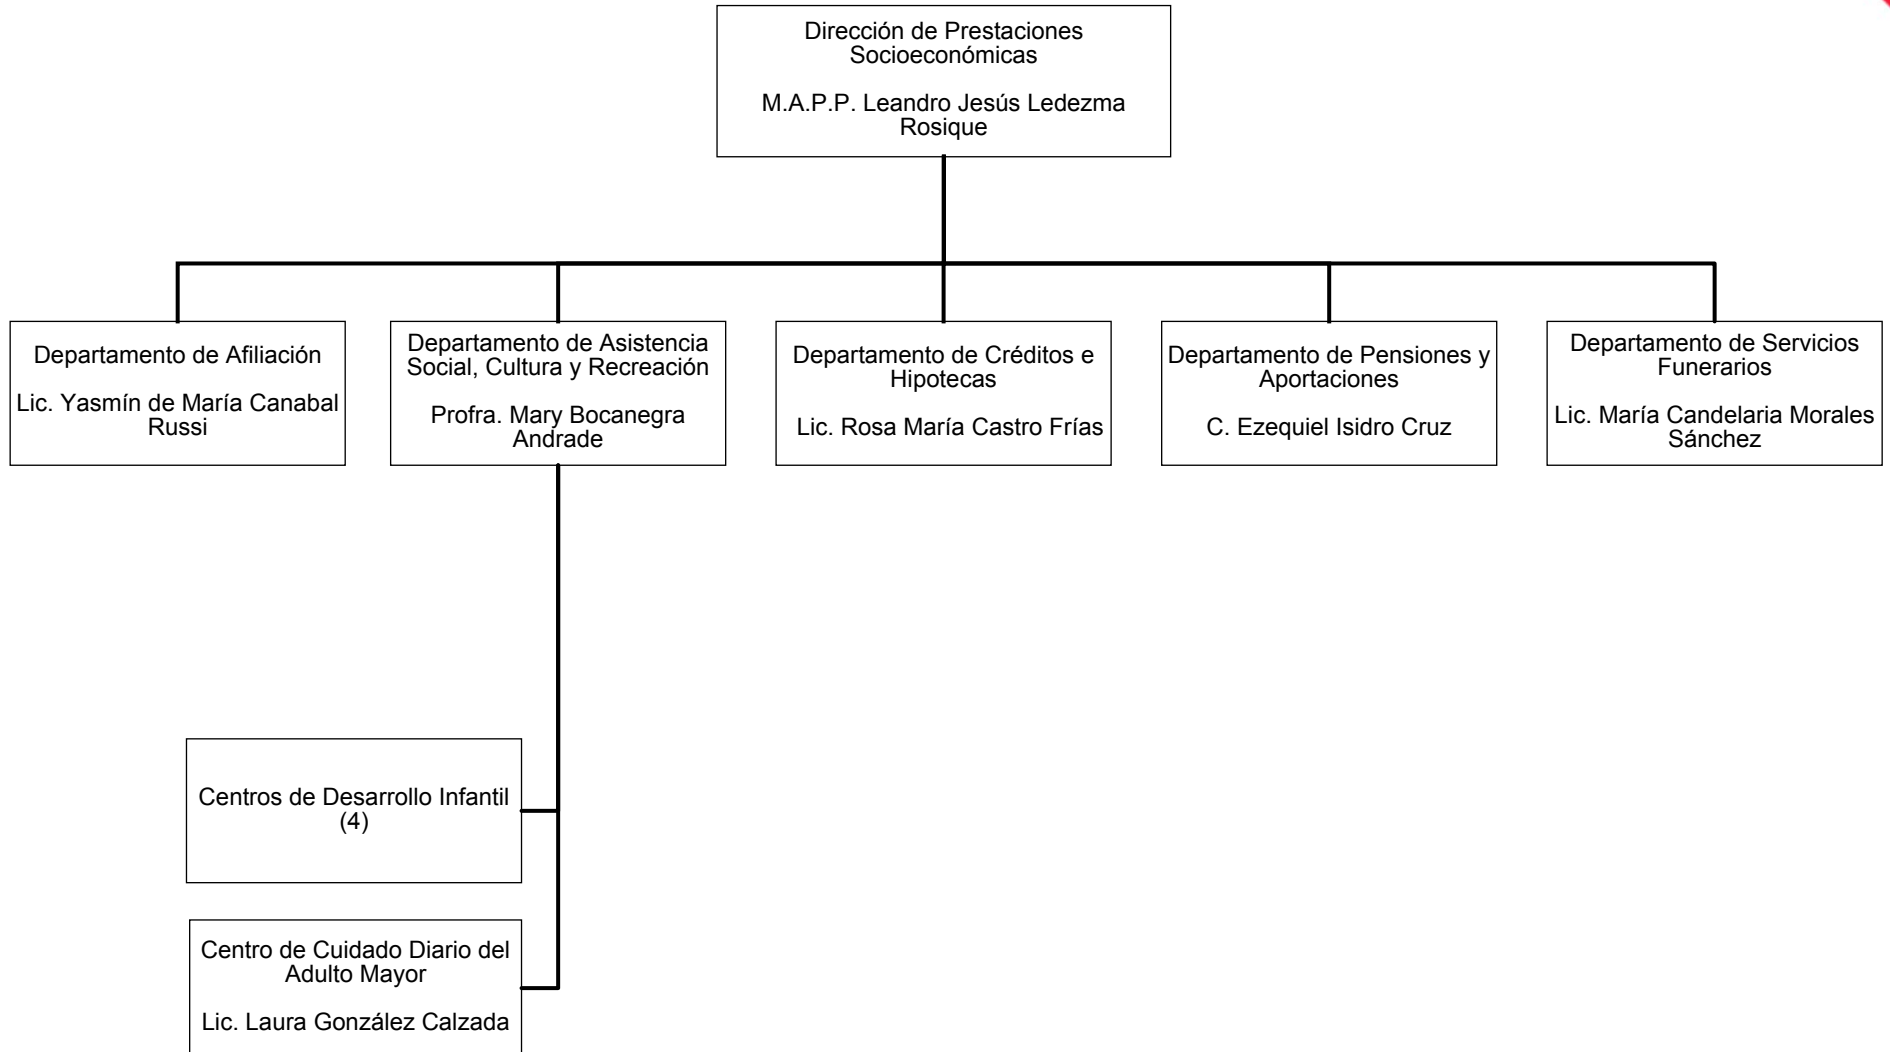 Dirección de Prestaciones
Socioeconómicas
M.A.P.P. Leandro Jesús Ledezma
Rosique
Departamento de Afiliación
Lic. Yasmín de María Canabal
Russi
Departamento de Asistencia
Social, Cultura y Recreación
Profra. Mary Bocanegra
Andrade
Departamento de Créditos e
Hipotecas
Lic. Rosa María Castro Frías
Departamento de Pensiones y
Aportaciones
C. Ezequiel Isidro Cruz
Departamento de Servicios
Funerarios
Lic. María Candelaria Morales
Sánchez
Centros de Desarrollo Infantil
(4)
Centro de Cuidado Diario del
Adulto Mayor
Lic. Laura González Calzada